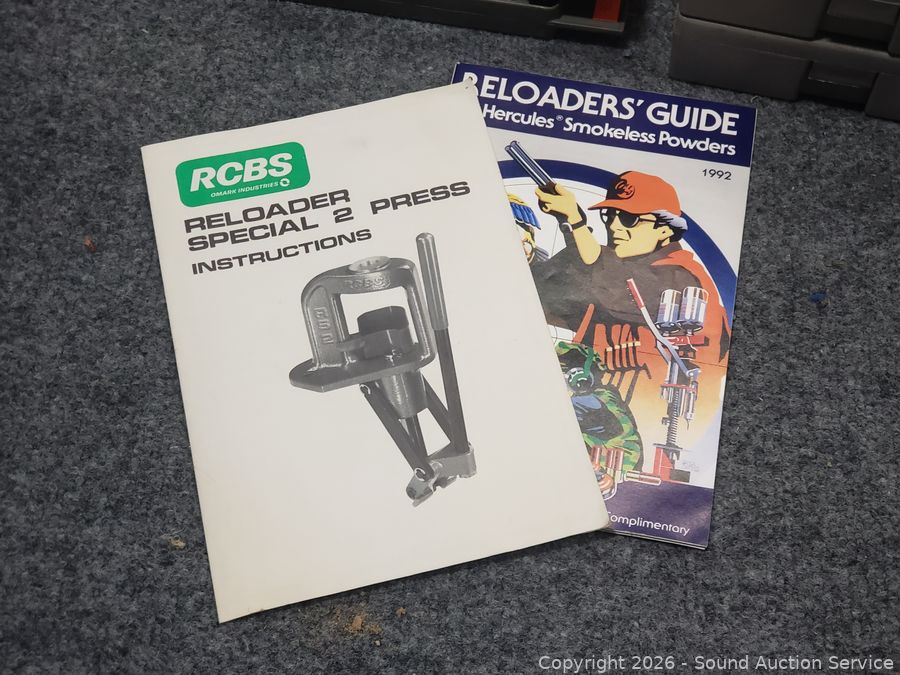 RCBS
OMARK INDUSTRIES
RELOADER
SPECIAL 2 PRESS
INSTRUCTIONS
RCBS
RS2
RELOADERS' GUIDE
Hercules® Smokeless Powders
1992
Complimentary
Copyright © 2026 - Sound Auction Service